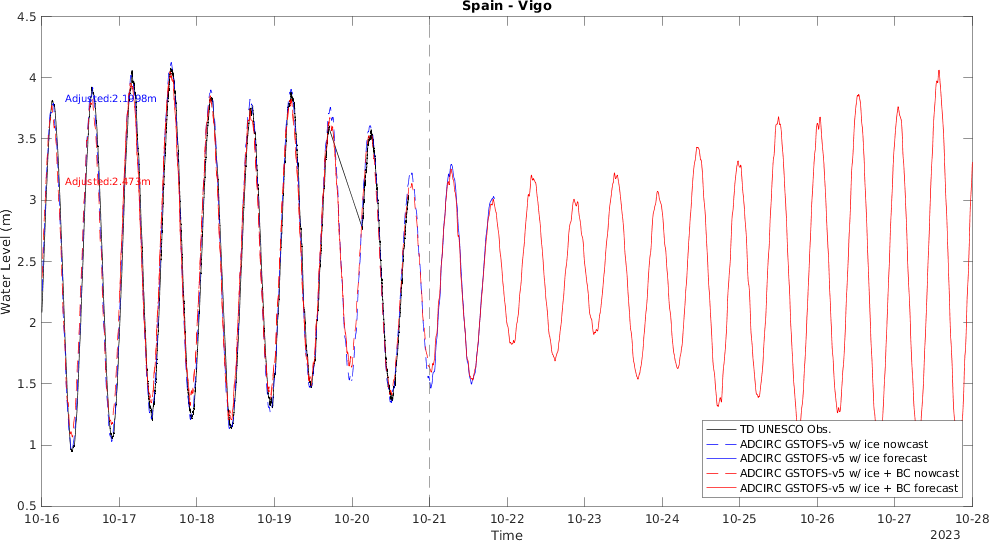 Spain - Vigo
4.5
4
3.5
3
2.5
2
1.5
1
0.5
Water Level (m)
Adjusted:2.1998m
Adjusted:2.473m
TD UNESCO Obs.
ADCIRC GSTOFS-v5 w/ ice nowcast
ADCIRC GSTOFS-v5 w/ ice forecast
ADCIRC GSTOFS-v5 w/ ice + BC nowcast
ADCIRC GSTOFS-v5 w/ ice + BC forecast
10-16 10-17 10-18 10-19 10-20 10-21 10-22 10-23 10-24 10-25 10-26 10-27 10-28
Time
2023